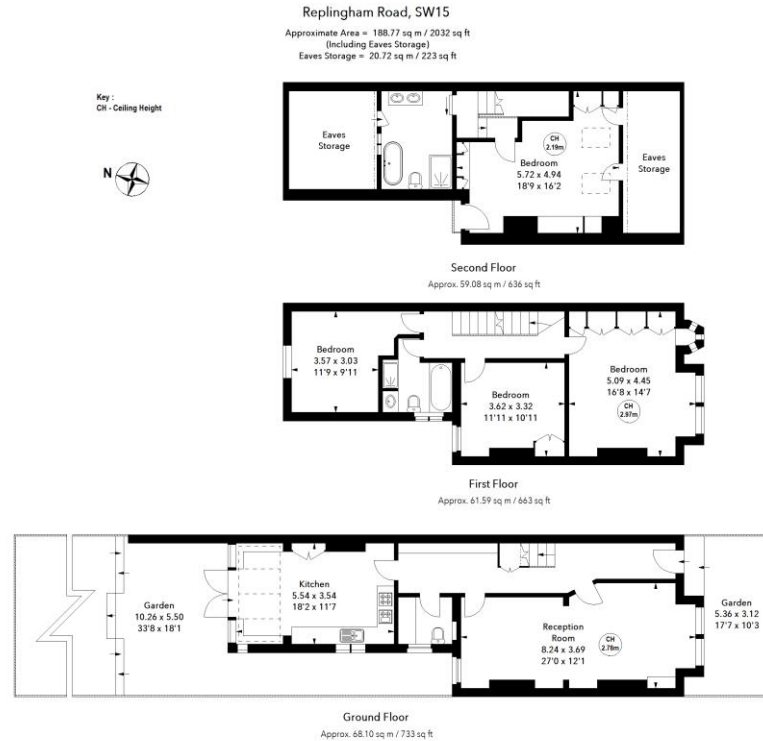 Replingham Road, SW15
Approximate Area = 188.77 sq m / 2032 sq ft
(Including Eaves Storage)
Eaves Storage = 20.72 sq m / 223 sq ft
Key :
CH - Ceiling Height
N
Eaves
Storage
CH
2.19m
Bedroom
5.72 x 4.94
18'9 x 16'2
Eaves
Storage
Second Floor
Approx. 59.08 sq m / 636 sq ft
Bedroom
3.57 x 3.03
11'9 x 9'11
Bedroom
3.62 x 3.32
11'11 x 10'11
Bedroom
5.09 x 4.45
16'8 x 14'7
CH
2.97m
First Floor
Approx. 61.59 sq m / 663 sq ft
Garden
10.26 x 5.50
33'8 x 18'1
Kitchen
5.54 x 3.54
18'2 x 11'7
Reception
Room
8.24 x 3.69
27'0 x 12'1
CH
2.78m
Garden
5.36 x 3.12
17'7 x 10'3
Ground Floor
Approx. 68.10 sq m / 733 sq ft